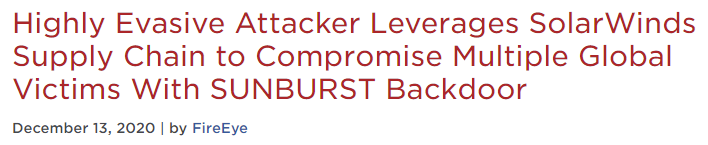 Highly Evasive Attacker Leverages SolarWinds
Supply Chain to Compromise Multiple Global
Victims With SUNBURST Backdoor
December 13, 2020 | by FireEye